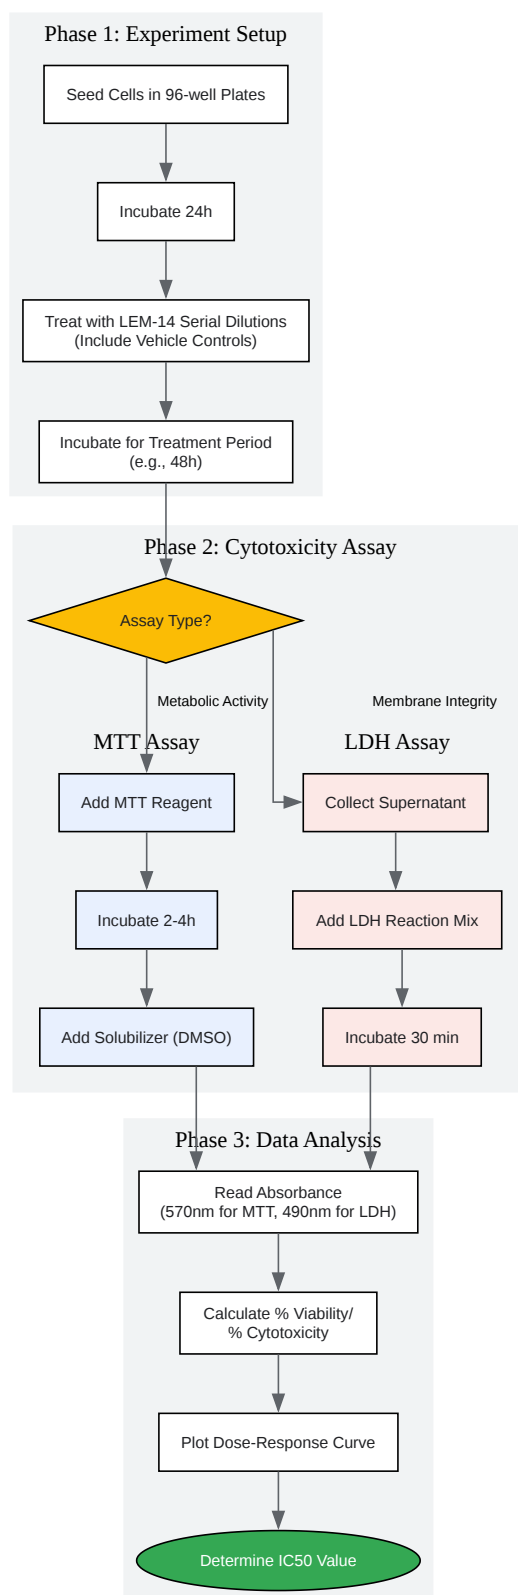 Phase 1: Experiment Setup
Seed Cells in 96-well Plates
Incubate 24h
Treat with LEM-14 Serial Dilutions
(Include Vehicle Controls)
Incubate for Treatment Period
(e.g., 48h)
Phase 2: Cytotoxicity Assay
Assay Type?
Metabolic Activity
Membrane Integrity
MTT Assay
LDH Assay
Add MTT Reagent
Collect Supernatant
Incubate 2-4h
Add LDH Reaction Mix
Add Solubilizer (DMSO)
Incubate 30 min
Phase 3: Data Analysis
Read Absorbance
(570nm for MTT, 490nm for LDH)
Calculate % Viability/
% Cytotoxicity
Plot Dose-Response Curve
Determine IC50 Value